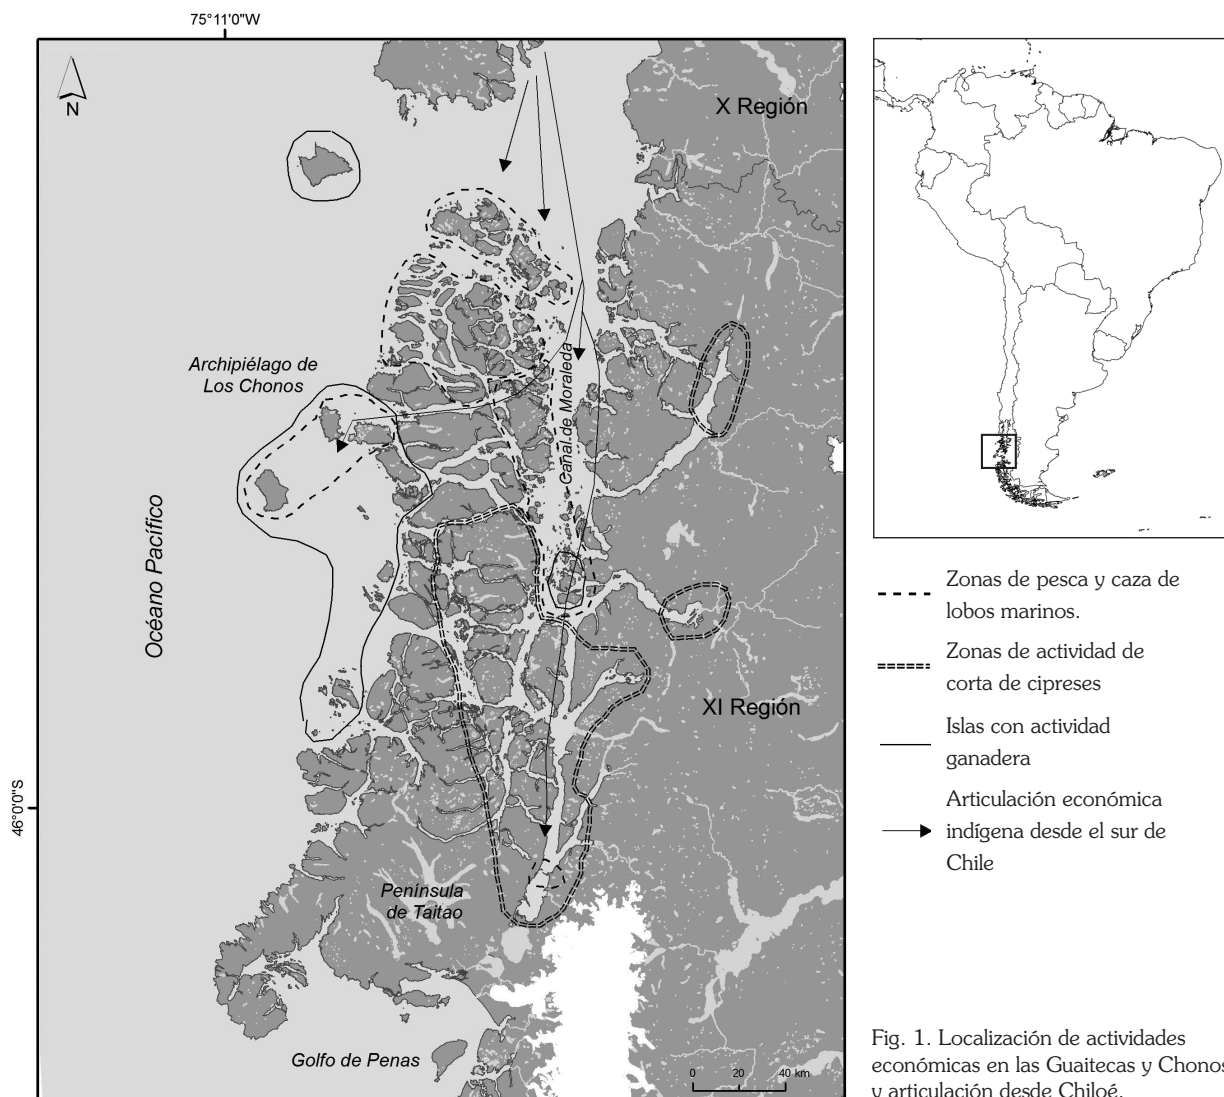 75°11'0"W
N
X Región
Archipiélago de
Los Chonos
Canal de Moraleda
Océano Pacífico
XI Región
46°0'0"S
Península
de Taitao
Golfo de Penas
0 20 40 km
Zonas de pesca y caza de
lobos marinos.
Zonas de actividad de
corta de cipreses
Islas con actividad
ganadera
Articulación económica
indígena desde el sur de
Chile
Fig. 1. Localización de actividades
económicas en las Guaitecas y Chonos
y articulación desde Chiloé.